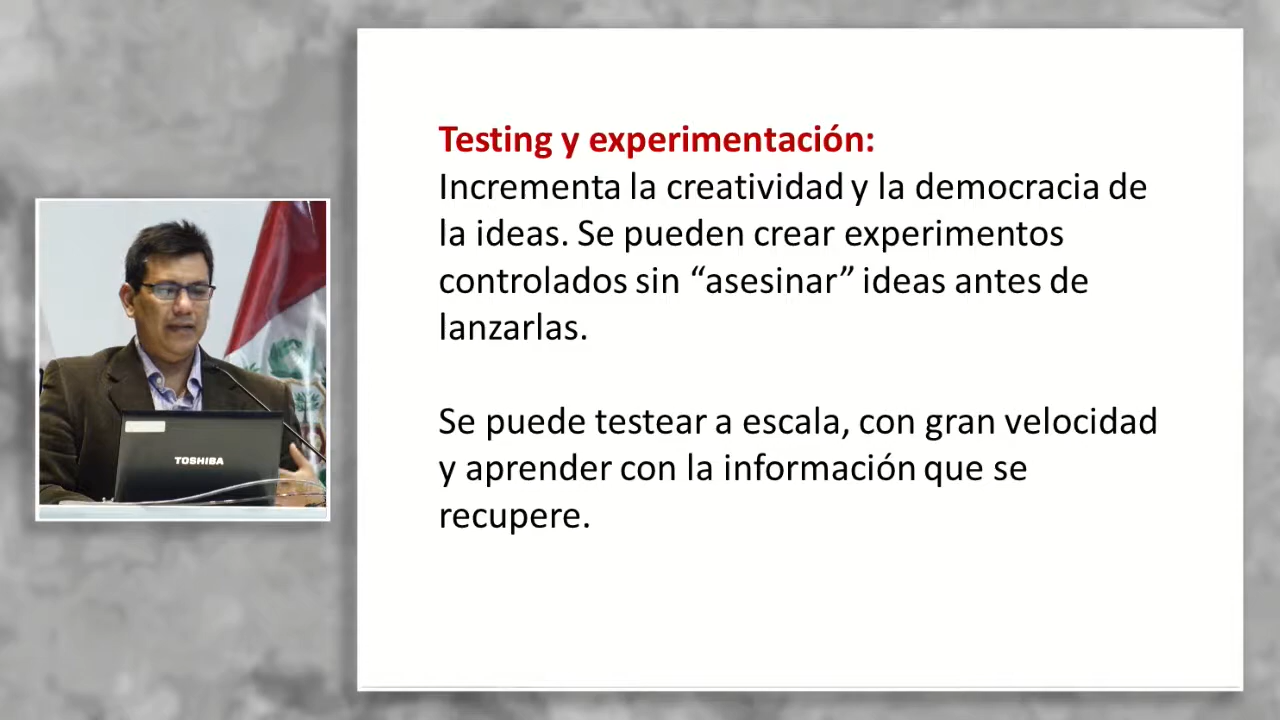 Testing y experimentación:
Incrementa la creatividad y la democracia de
la ideas. Se pueden crear experimentos
controlados sin “asesinar” ideas antes de
lanzarlas.
Se puede testear a escala, con gran velocidad
y aprender con la información que se
recupere.
TOSHIBA